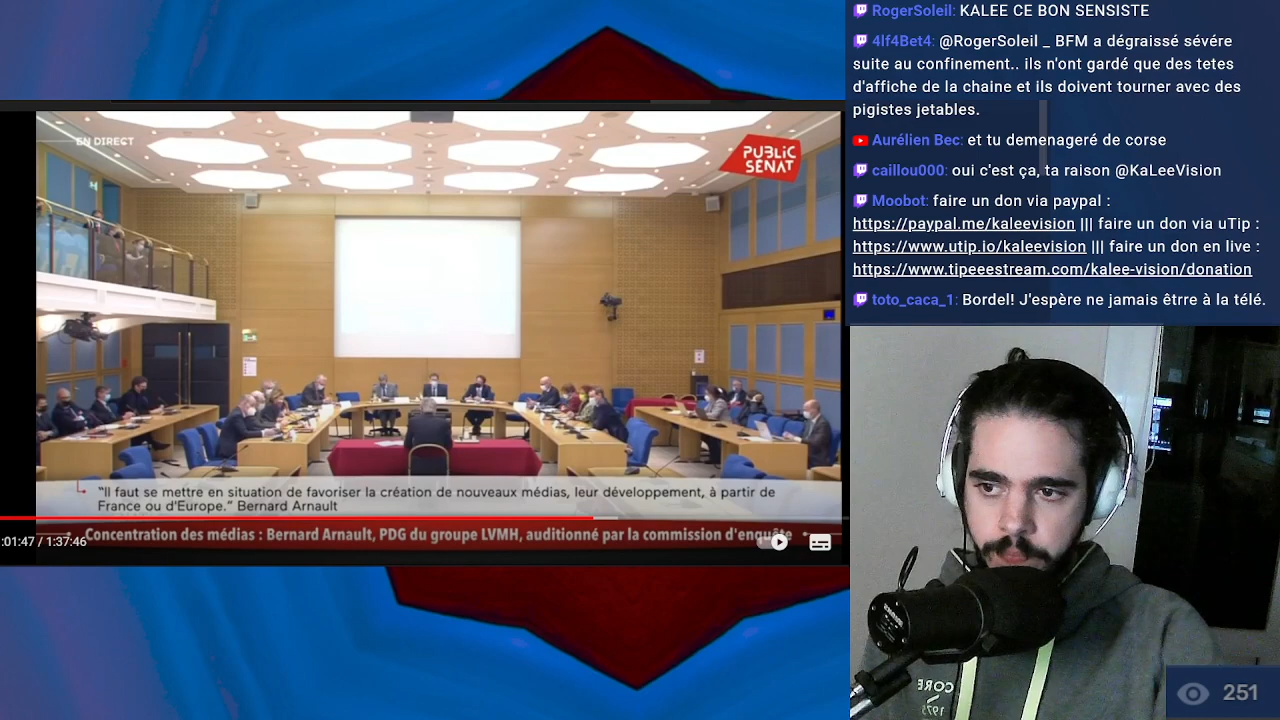 RogerSoleil: KALEE CE BON SENSISTE
4lf4Bet4: @RogerSoleil _ BFM a dégraissé sévére
suite au confinement.. ils n'ont gardé que des tetes
d'affiche de la chaine et ils doivent tourner avec des
pigistes jetables.
Aurélien Bec: et tu demenageré de corse
caillou000: oui c'est ça, ta raison @KaLeeVision
Moobot: faire un don via paypal :
https://paypal.me/kaleevision ||| faire un don via uTip :
https://www.utip.io/kaleevision ||| faire un don en live :
https://www.tipeeestream.com/kalee-vision/donation
toto_caca_1: Bordel! J'espère ne jamais êtrre à la télé.
EN DIRECT
PUBLIC
SÉNAT
"Il faut se mettre en situation de favoriser la création de nouveaux médias, leur développement, à partir de
France ou d'Europe." Bernard Arnault
Concentration des médias : Bernard Arnault, PDG du groupe LVMH, auditionné par la commission d'enquête
:01:47 / 1:37:46
CORE
251